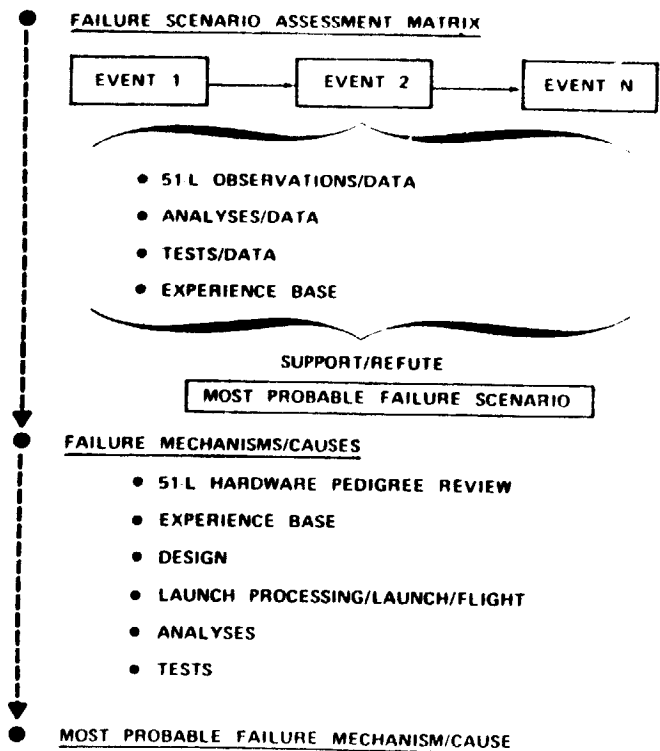 FAILURE SCENARIO ASSESSMENT MATRIX
EVENT 1 EVENT 2 EVENT N
● 51-L OBSERVATIONS/DATA
● ANALYSES/DATA
● TESTS/DATA
● EXPERIENCE BASE
SUPPORT/REFUTE
MOST PROBABLE FAILURE SCENARIO
FAILURE MECHANISMS/CAUSES
● 51-L HARDWARE PEDIGREE REVIEW
● EXPERIENCE BASE
● DESIGN
● LAUNCH PROCESSING/LAUNCH/FLIGHT
● ANALYSES
● TESTS
MOST PROBABLE FAILURE MECHANISM/CAUSE